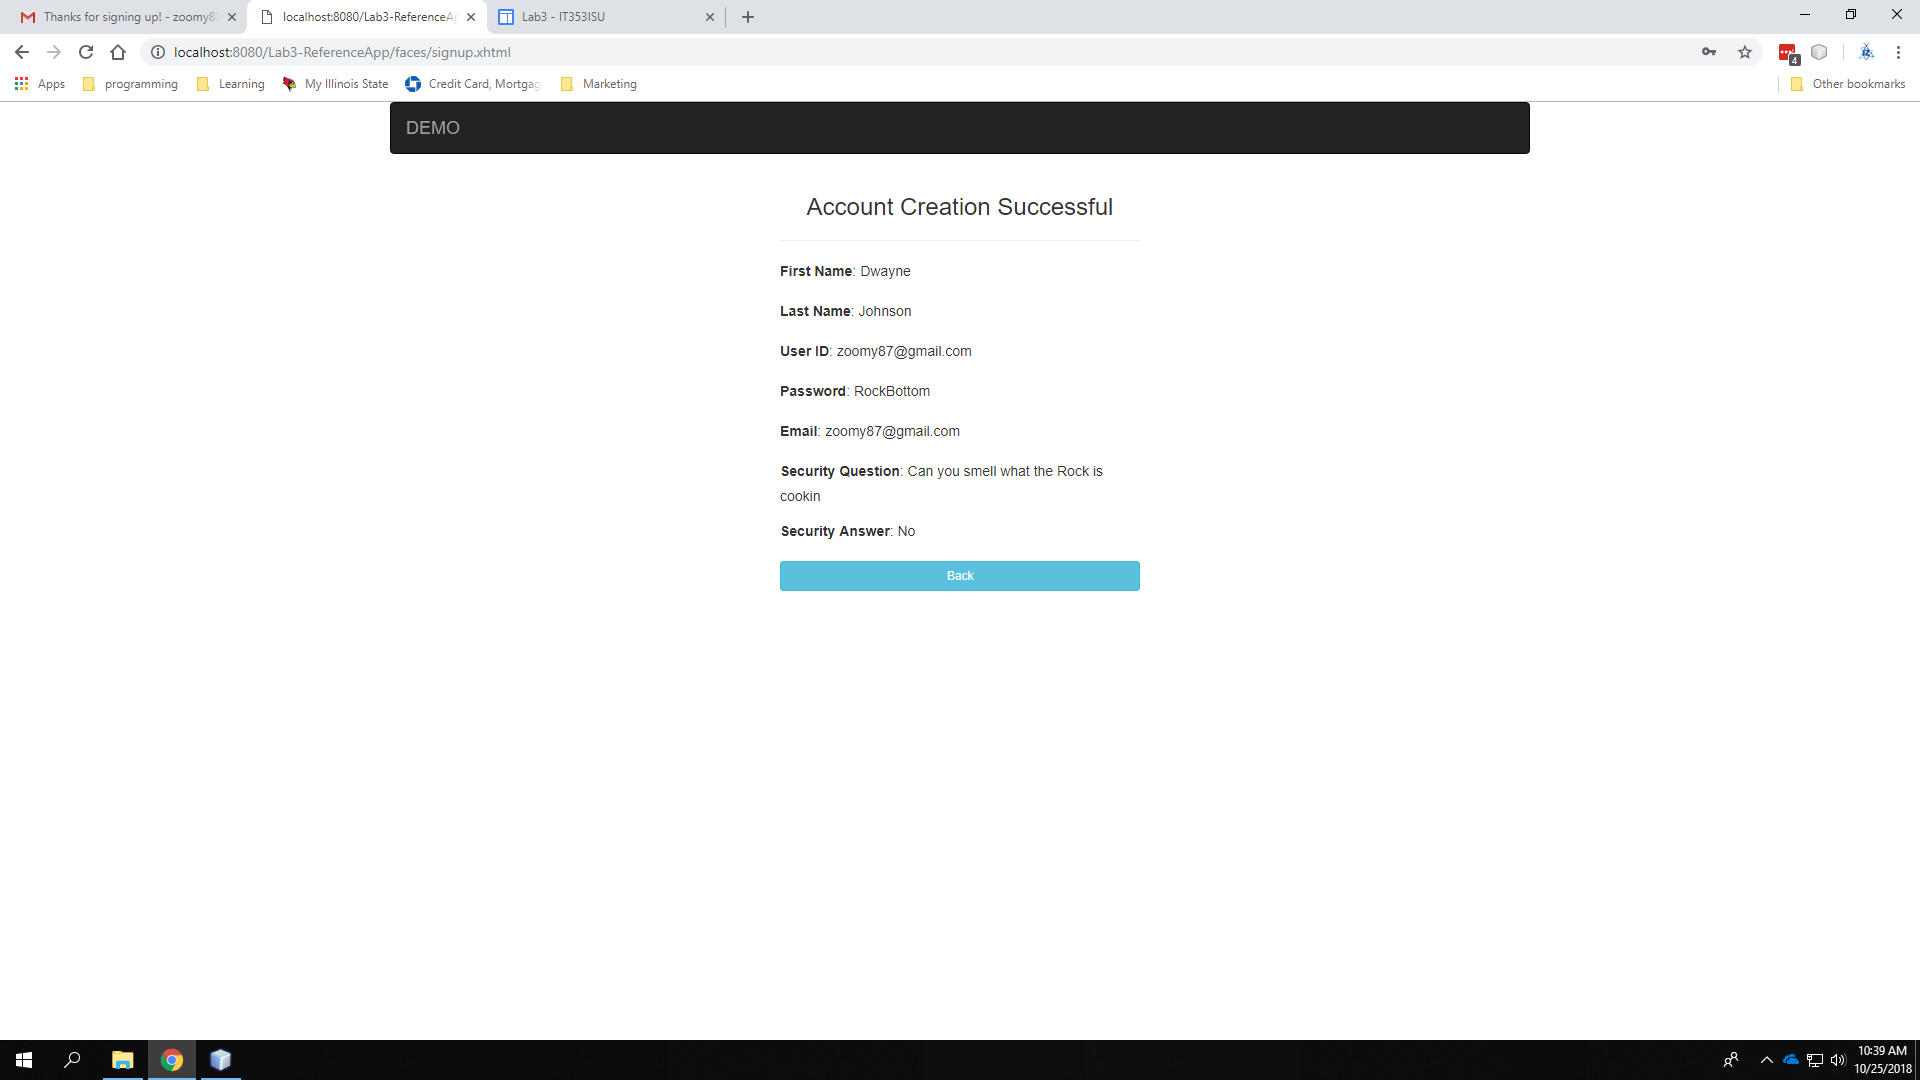 Thanks for signing up! - zoomy8
localhost:8080/Lab3-ReferenceAp
Lab3 - IT353ISU
localhost:8080/Lab3-ReferenceApp/faces/signup.xhtml
4
Apps
programming
Learning
My Illinois State
Credit Card, Mortgag
Marketing
Other bookmarks
DEMO
Account Creation Successful
First Name: Dwayne
Last Name: Johnson
User ID: zoomy87@gmail.com
Password: RockBottom
Email: zoomy87@gmail.com
Security Question: Can you smell what the Rock is
cookin
Security Answer: No
Back
10:39 AM
10/25/2018